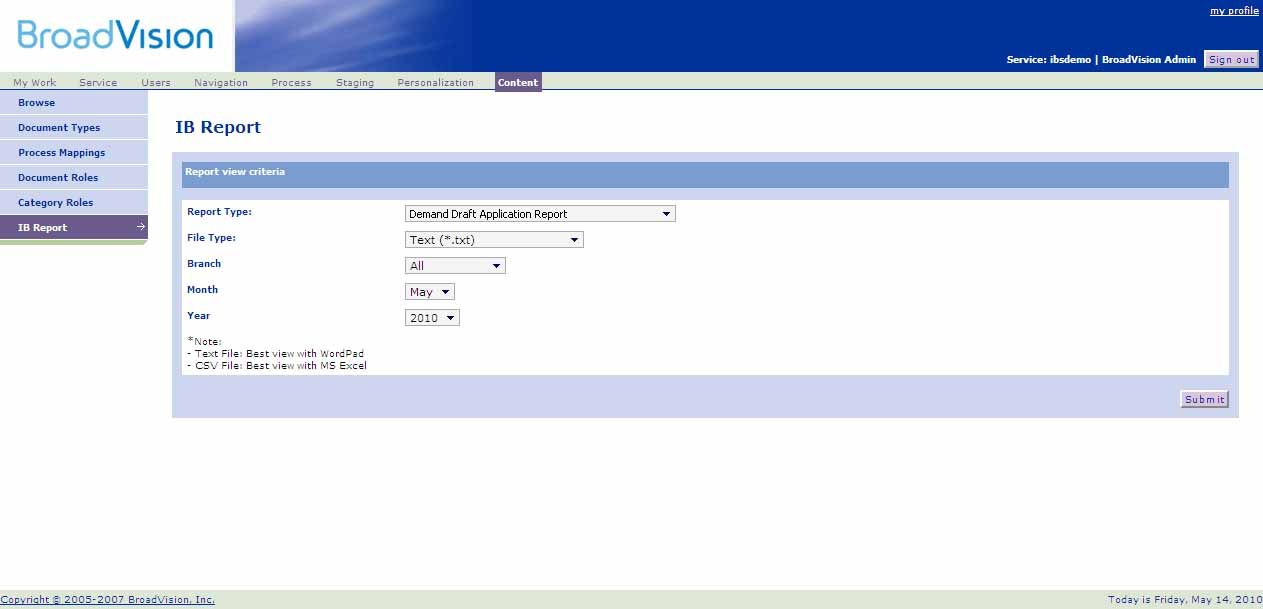 my profile
BroadVision
Service: ibsdemo | BroadVision Admin Sign out
My Work Service Users Navigation Process Staging Personalization Content
Browse
Document Types
Process Mappings
Document Roles
Category Roles
IB Report
IB Report
Report view criteria
Report Type: Demand Draft Application Report
File Type: Text (*.txt)
Branch All
Month May
Year 2010
*Note:
- Text File: Best view with WordPad
- CSV File: Best view with MS Excel
Submit
Copyright © 2005-2007 BroadVision, Inc. Today is Friday, May 14, 2010